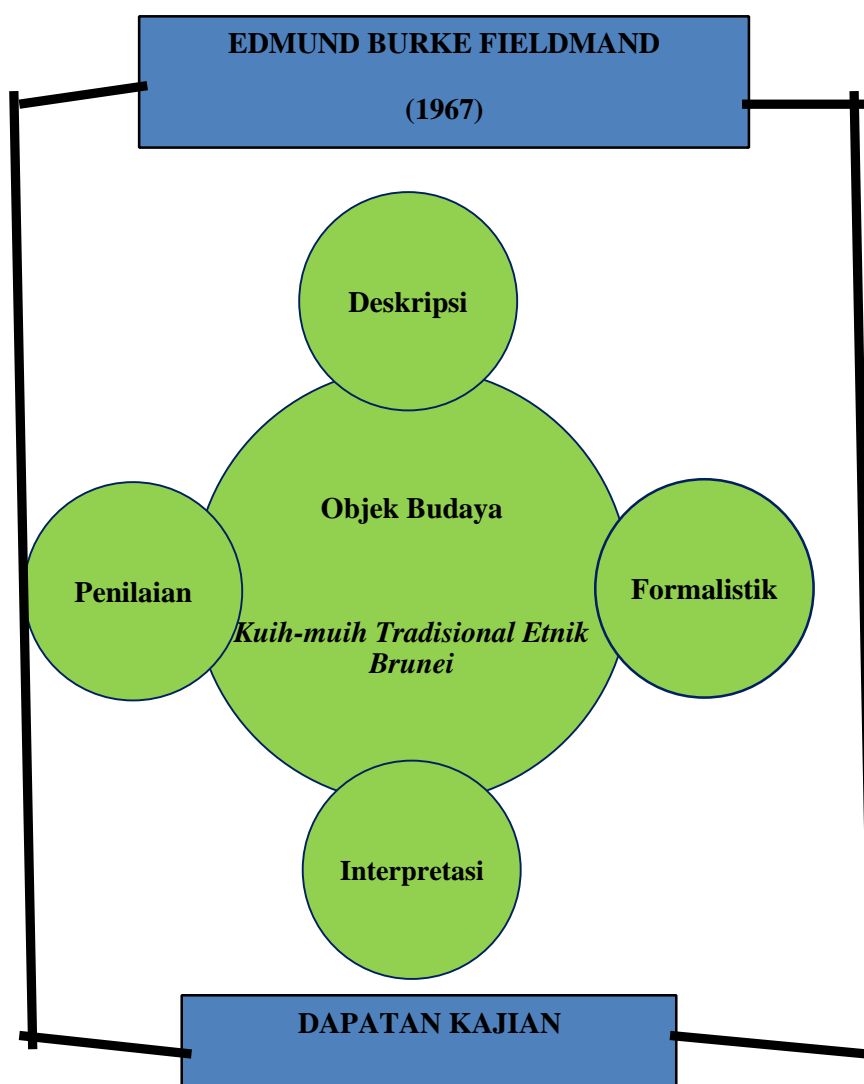 EDMUND BURKE FIELDMAND
(1967)
Deskripsi
Objek Budaya
Penilaian
Formalistik
Kuih-muih Tradisional Etnik
Brunei
Interpretasi
DAPATAN KAJIAN